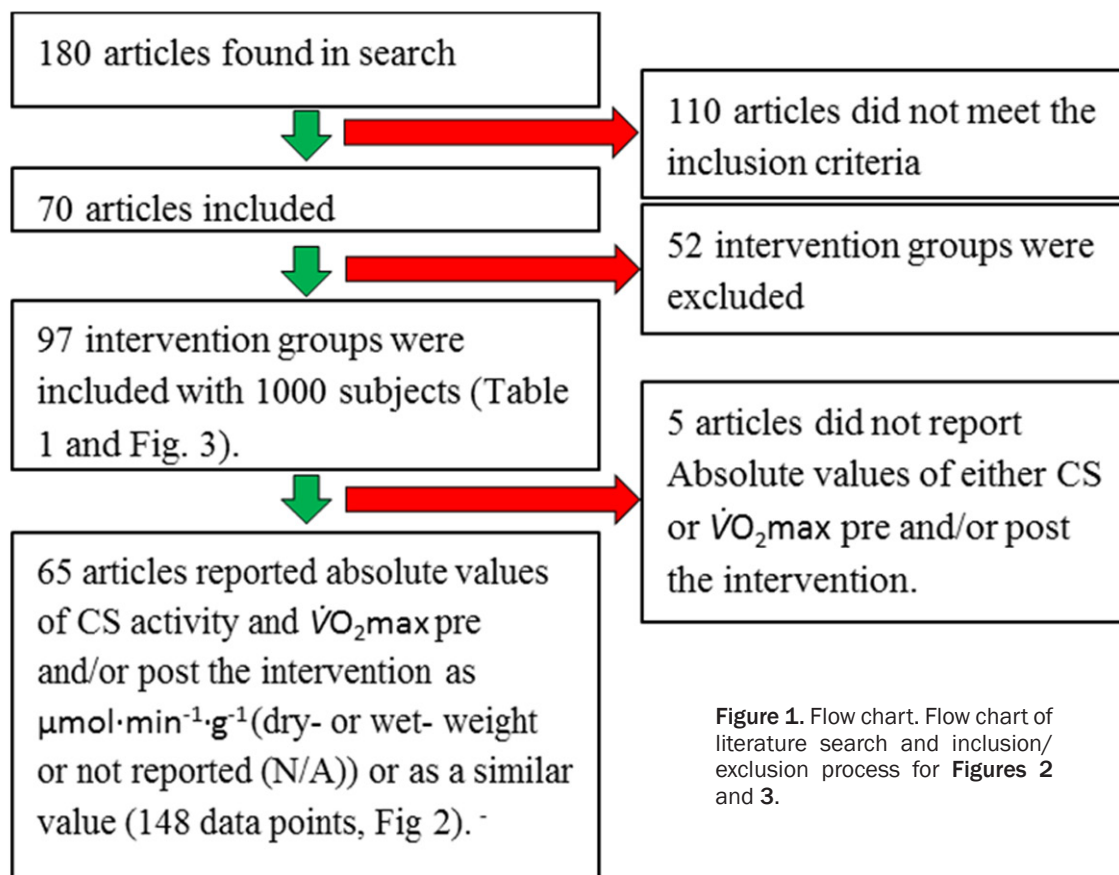 180 articles found in search
110 articles did not meet the
inclusion criteria
70 articles included
52 intervention groups were
excluded
97 intervention groups were
included with 1000 subjects (Table
1 and Fig. 3).
5 articles did not report
Absolute values of either CS
or V̇O₂max pre and/or post
the intervention.
65 articles reported absolute values
of CS activity and V̇O₂max pre
and/or post the intervention as
µmol·min⁻¹·g⁻¹(dry- or wet- weight
or not reported (N/A)) or as a similar
value (148 data points, Fig 2). -
Figure 1. Flow chart. Flow chart of
literature search and inclusion/
exclusion process for Figures 2
and 3.